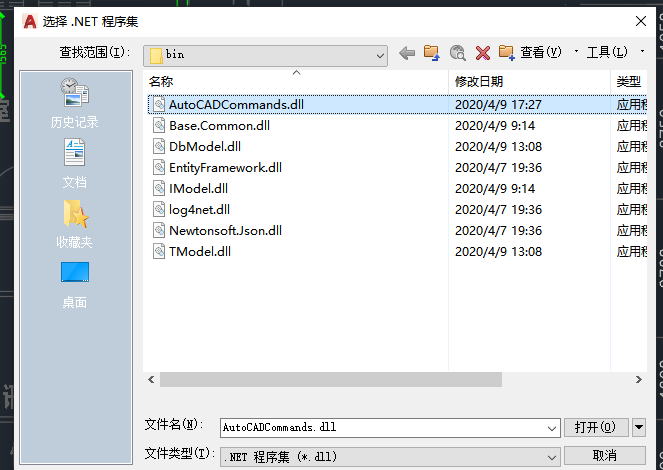 选择 .NET 程序集
查找范围(I):
bin
查看(V)
工具(L)
名称
修改日期
类型
AutoCADCommands.dll 2020/4/9 17:27 应用程
Base.Common.dll 2020/4/9 9:14 应用程
DbModel.dll 2020/4/9 13:08 应用程
EntityFramework.dll 2020/4/7 19:36 应用程
IModel.dll 2020/4/9 9:14 应用程
log4net.dll 2020/4/7 19:36 应用程
Newtonsoft.Json.dll 2020/4/7 19:36 应用程
TModel.dll 2020/4/9 13:08 应用程
历史记录
文档
收藏夹
桌面
文件名(N):
AutoCADCommands.dll
打开(O)
文件类型(T):
.NET 程序集 (*.dll)
取消
1565